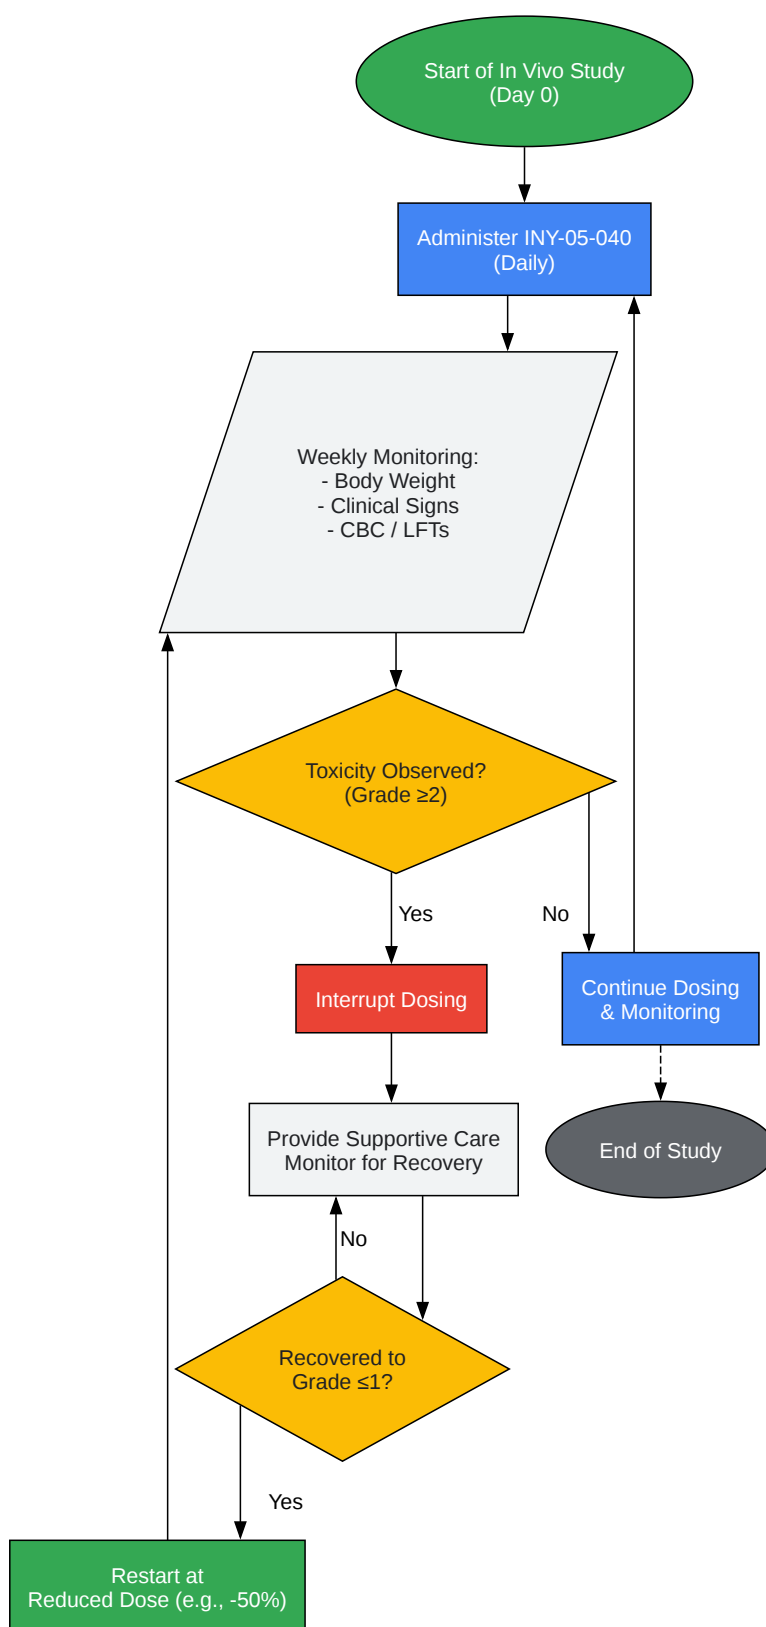 Start of In Vivo Study
(Day 0)
Administer INY-05-040
(Daily)
Weekly Monitoring:
- Body Weight
- Clinical Signs
- CBC / LFTs
Toxicity Observed?
(Grade ≥2)
Yes
No
Interrupt Dosing
Continue Dosing
& Monitoring
Provide Supportive Care
Monitor for Recovery
End of Study
No
Recovered to
Grade ≤1?
Yes
Restart at
Reduced Dose (e.g., -50%)